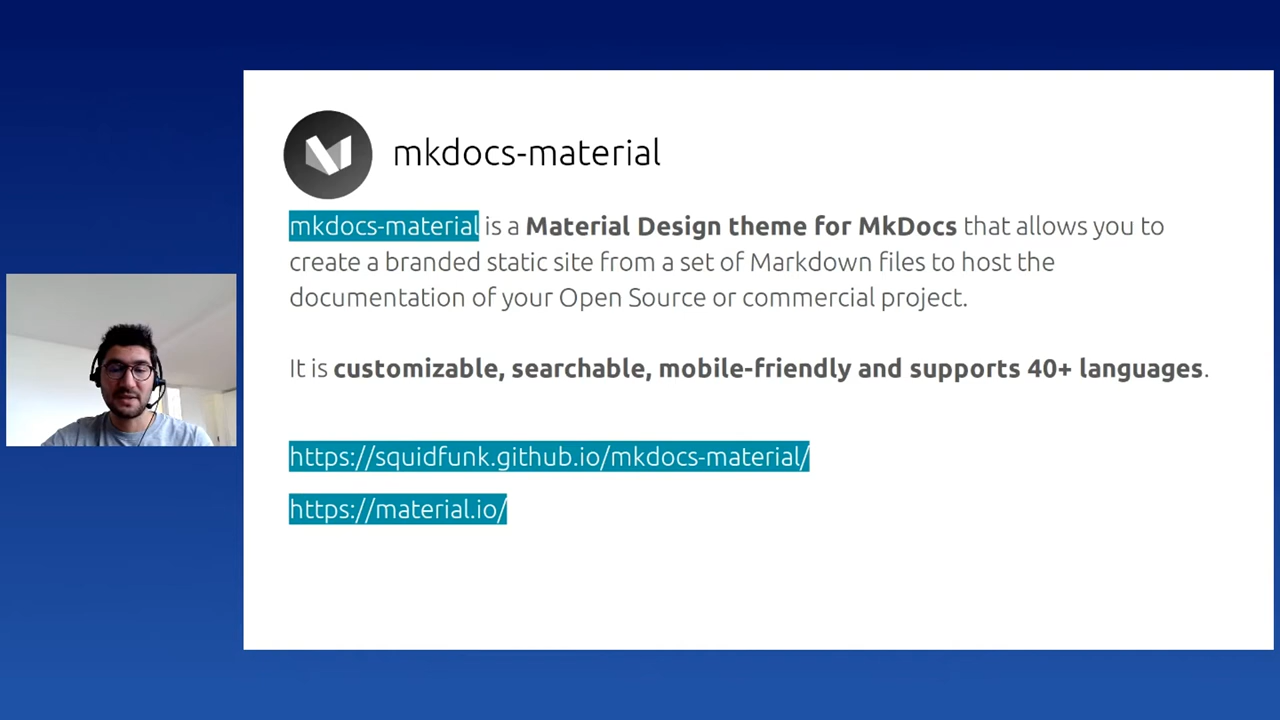 mkdocs-material
mkdocs-material is a Material Design theme for MkDocs that allows you to
create a branded static site from a set of Markdown files to host the
documentation of your Open Source or commercial project.
It is customizable, searchable, mobile-friendly and supports 40+ languages.
https://squidfunk.github.io/mkdocs-material/
https://material.io/